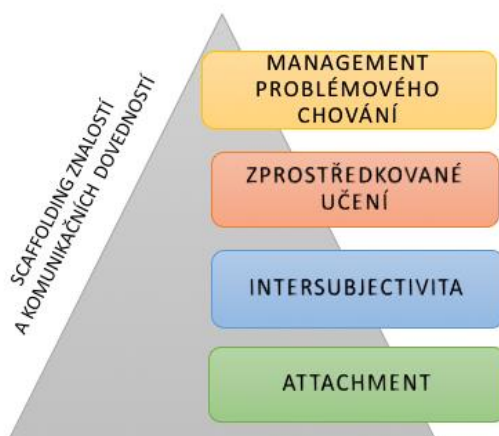 SCAFFOLDING ZNALOSTÍ
A KOMUNIKAČNÍCH DOVEDNOSTÍ
MANAGEMENT
PROBLÉMOVÉHO
CHOVÁNÍ
ZPROSTŘEDKOVANÉ
UČENÍ
INTERSUBJECTIVITA
ATTACHMENT